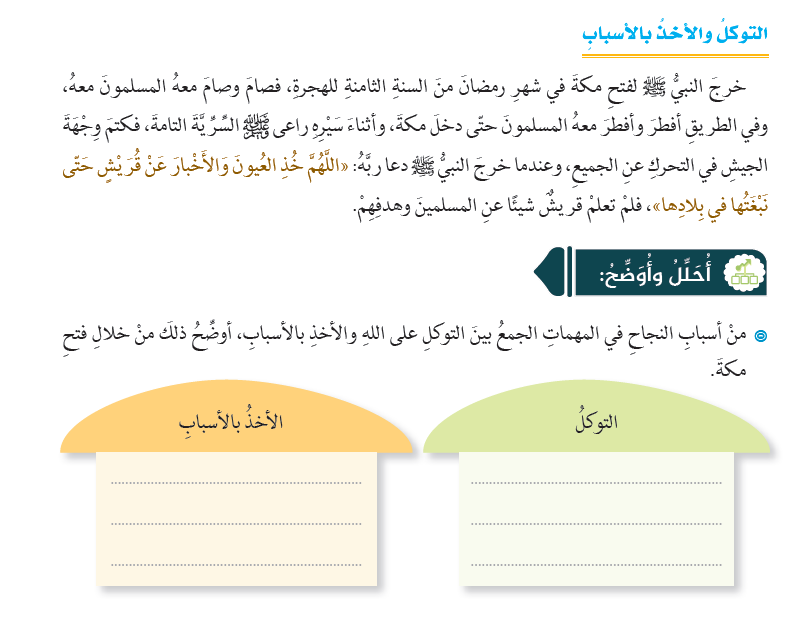 التوكلُ والأخذُ بالأسبابِ
خرجَ النبيُّ ﷺ لفتحِ مكةَ في شهرِ رمضانَ منَ السنةِ الثامنةِ للهجرةِ، فصامَ وصامَ معهُ المسلمونَ معهُ،
وفي الطريقِ أفطرَ وأفطرَ معهُ المسلمونَ حتّى دخلَ مكةَ، وأثناءَ سَيْرِهِ راعى ﷺ السِّرِّيَّةَ التامةَ، فكتمَ وِجْهَةَ
الجيشِ في التحركِ عنِ الجميعِ، وعندما خرجَ النبيُّ ﷺ دعا ربَّهُ: «اللَّهُمَّ خُذِ العيونَ وَالأَخْبارَ عَنْ قُرَيْشٍ حَتّى
نَبْغَتُها في بِلادِها»، فلمْ تعلمْ قريشٌ شيئًا عنِ المسلمينَ وهدفِهِمْ.
أُحَلِّلُ وأُوَضِّحُ:
منْ أسبابِ النجاحِ في المهماتِ الجمعُ بينَ التوكلِ على اللهِ والأخذِ بالأسبابِ، أوضِّحُ ذلكَ منْ خلالِ فتحِ
مكةَ.
التوكلُ
الأخذُ بالأسبابِ